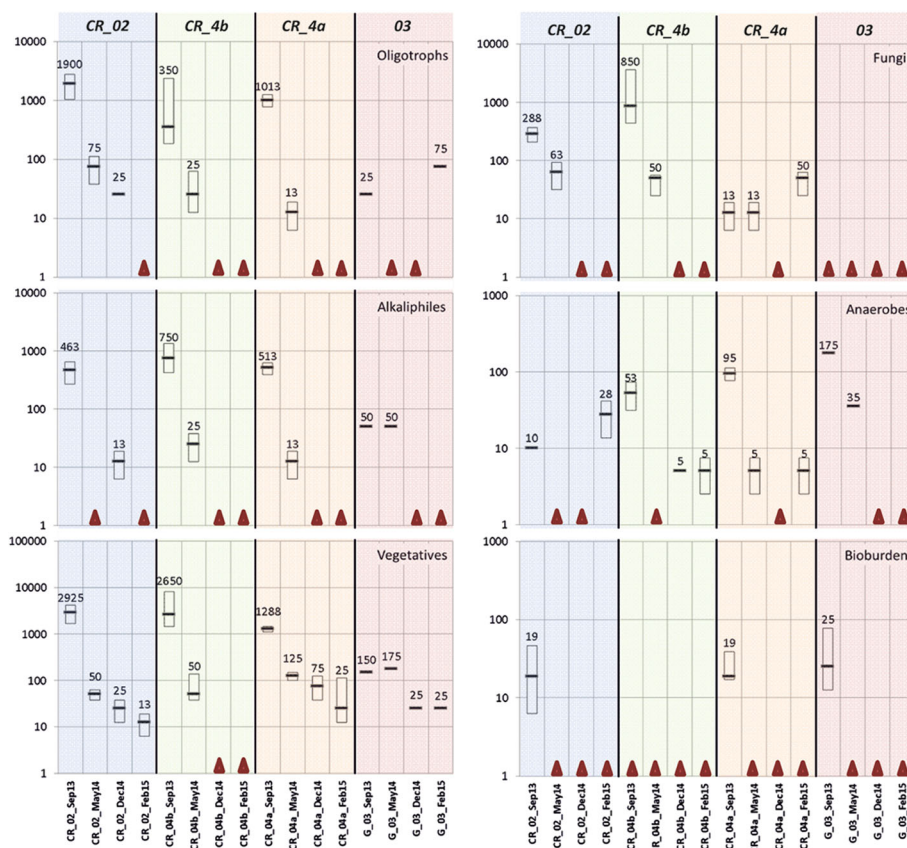 CR_02 CR_4b CR_4a 03
10000 Oligotrophs
1900 350 1013
1000
75 25 25 13 25 75
100
10
1
10000 Alkaliphiles
463 750 513
1000
13 25 13 50 50
100
10
1
100000 Vegetatives
10000
2925 2650 1288
1000
50 25 13 50 125 75 25 150 175 25 25
100
10
1
CR_02_Sep13 CR_02_May14 CR_02_Dec14 CR_02_Feb15 CR_04b_Sep13 CR_04b_May14 CR_04b_Dec14 CR_04b_Feb15 CR_04a_Sep13 CR_04a_May14 CR_04a_Dec14 CR_04a_Feb15 G_03_Sep13 G_03_May14 G_03_Dec14 G_03_Feb15
CR_02 CR_4b CR_4a 03
10000 Fungi
850
1000
288 63 50 13 13 50
100
10
1
1000 Anaerobes
175
95
100
53 35
28
10 5 5 5 5
10
1
1000 Bioburden
100
19 19 25
10
1
CR_02_Sep13 CR_02_May14 CR_02_Dec14 CR_02_Feb15 CR_04b_Sep13 CR_04b_May14 CR_04b_Dec14 CR_04b_Feb15 CR_04a_Sep13 CR_04a_May14 CR_04a_Dec14 CR_04a_Feb15 G_03_Sep13 G_03_May14 G_03_Dec14 G_03_Feb15